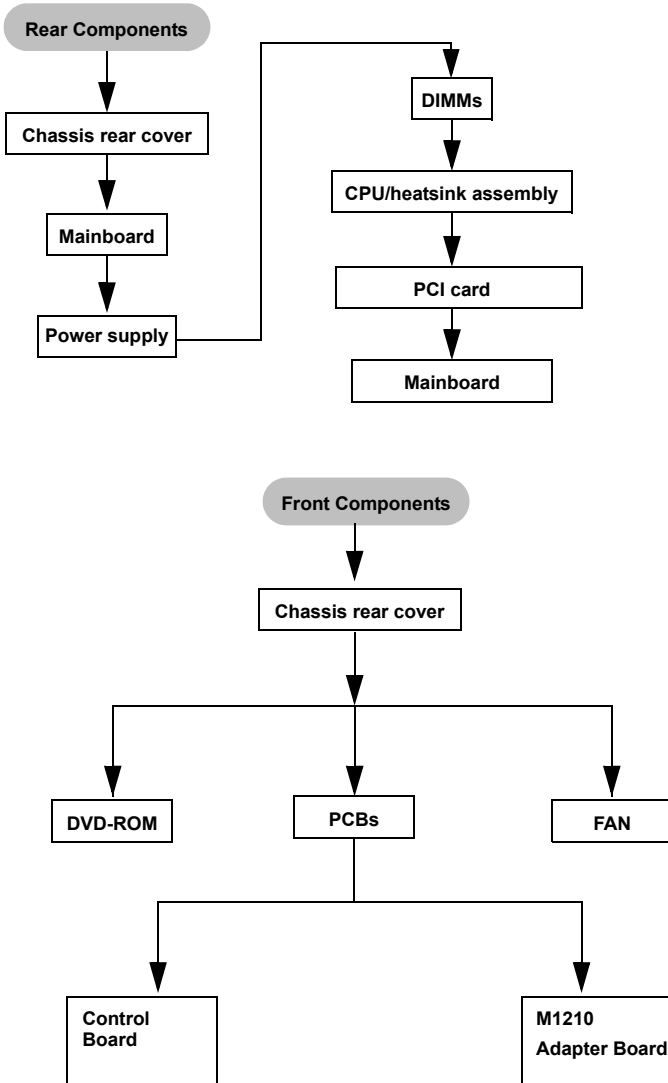 Rear Components
Chassis rear cover
Mainboard
Power supply
DIMMs
CPU/heatsink assembly
PCI card
Mainboard
Front Components
Chassis rear cover
DVD-ROM
PCBs
FAN
Control
Board
M1210
Adapter Board